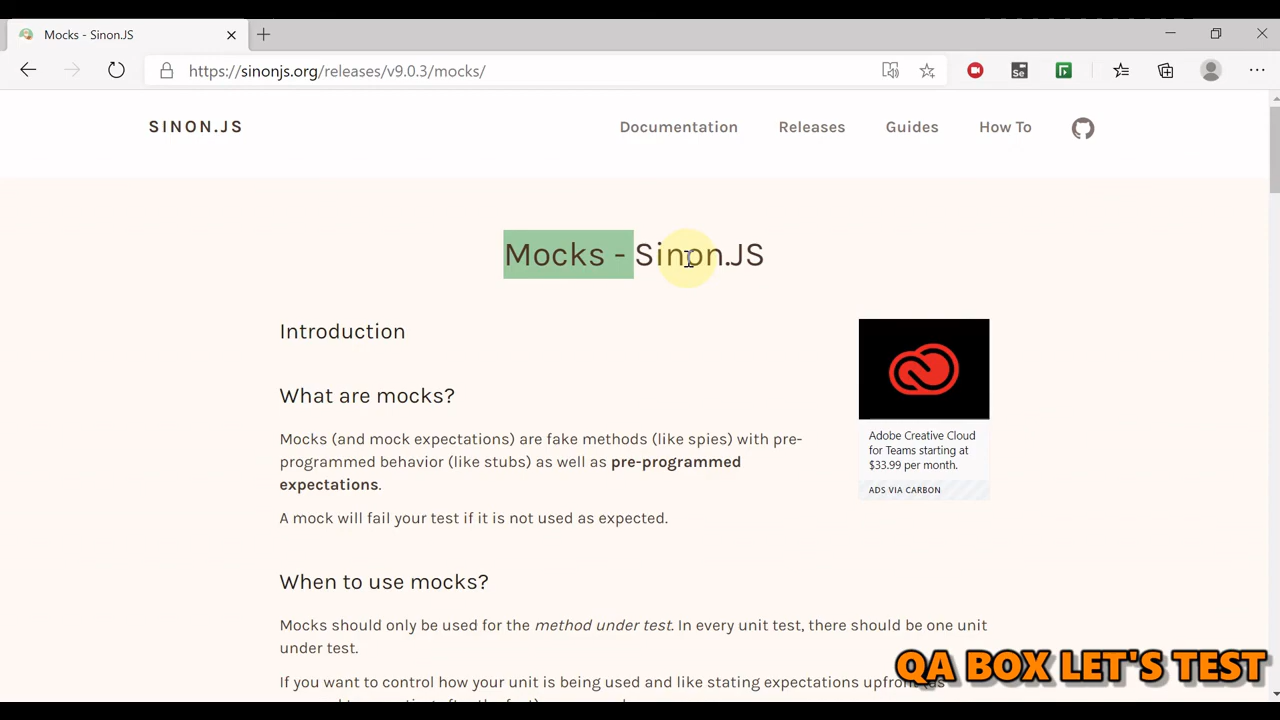 Mocks - Sinon.JS
https://sinonjs.org/releases/v9.0.3/mocks/
SINON.JS
Documentation
Releases
Guides
How To
Mocks - Sinon.JS
Introduction
What are mocks?
Mocks (and mock expectations) are fake methods (like spies) with pre-
programmed behavior (like stubs) as well as pre-programmed
expectations.
A mock will fail your test if it is not used as expected.
Adobe Creative Cloud
for Teams starting at
$33.99 per month.
ADS VIA CARBON
When to use mocks?
Mocks should only be used for the method under test. In every unit test, there should be one unit
under test.
If you want to control how your unit is being used and like stating expectations upfront (as
QA BOX LET'S TEST